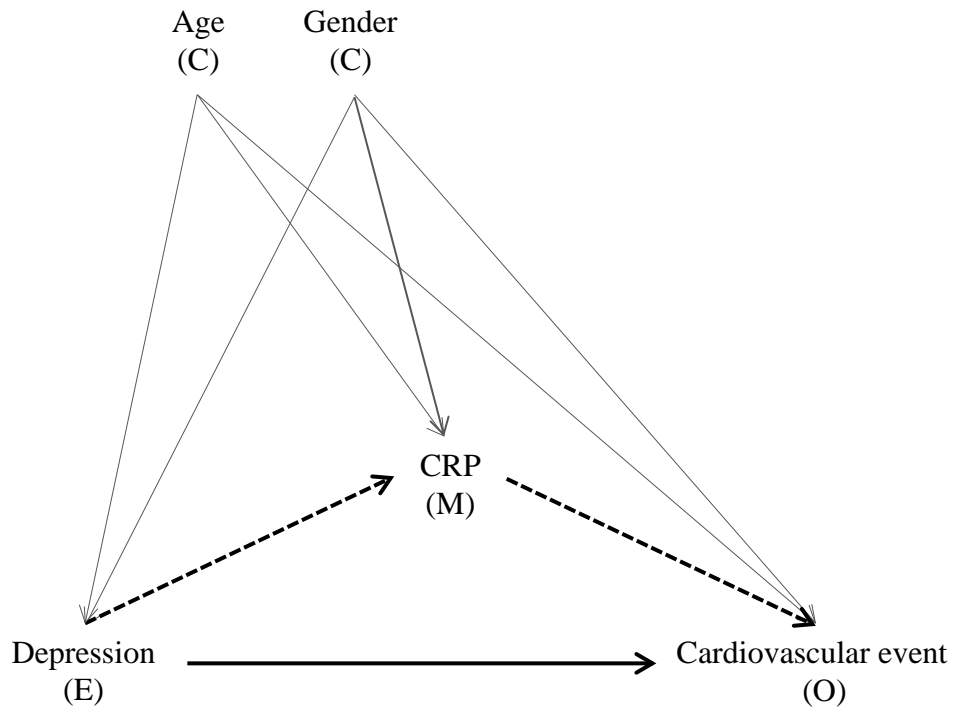 Age
(C)
Gender
(C)
CRP
(M)
Depression
(E)
Cardiovascular event
(O)